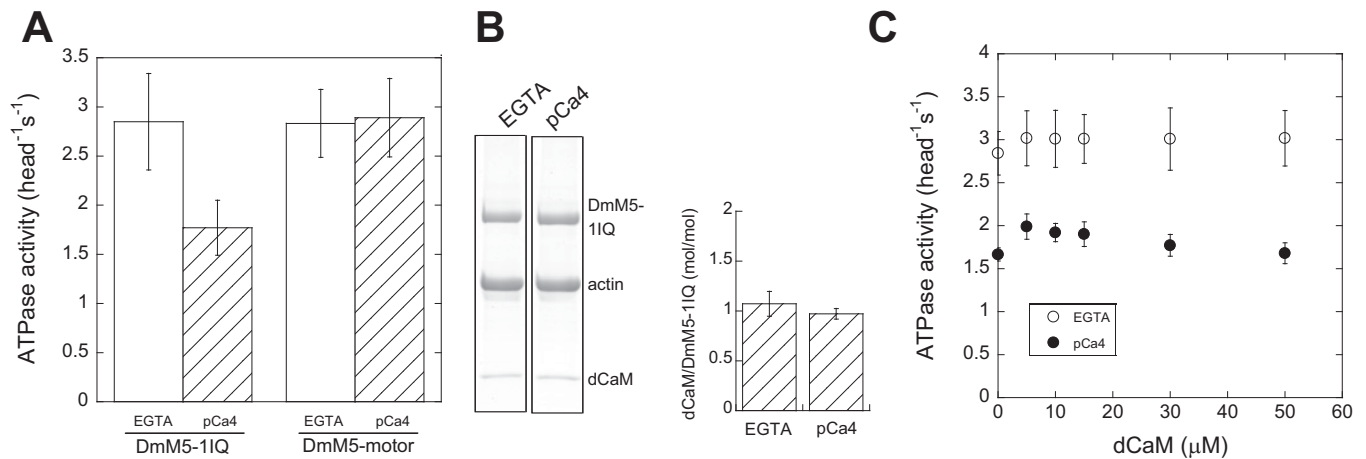 A
ATPase activity (head-1s-1)
3.5
3
2.5
2
1.5
1
0.5
0
EGTA pCa4 EGTA pCa4
DmM5-1IQ DmM5-motor
B
EGTA pCa4
DmM5-
1IQ
actin
dCaM
dCaM/DmM5-1IQ (mol/mol)
2
1.5
1
0.5
0
EGTA pCa4
C
ATPase activity (head-1s-1)
4
3.5
3
2.5
2
1.5
1
0.5
0
EGTA
pCa4
0 10 20 30 40 50 60
dCaM (μM)